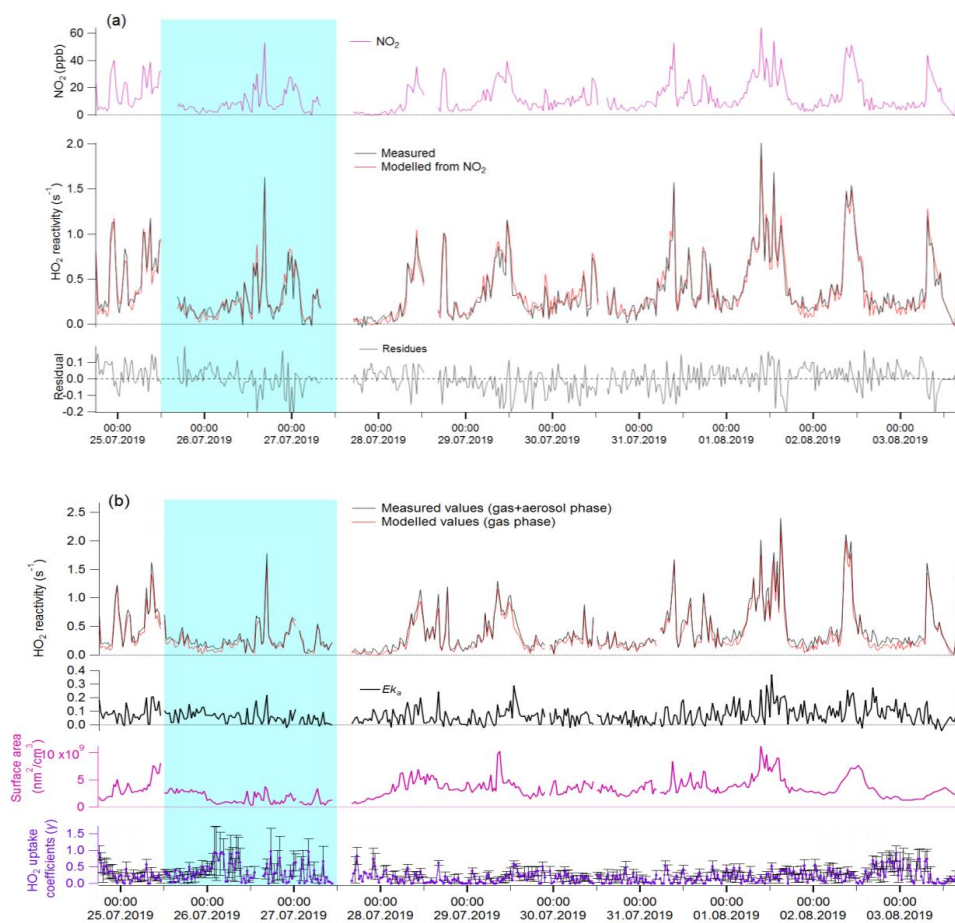 (a)
NO2 (ppb)
60
40
20
0
NO2
HO2 reactivity (s-1)
2.0
1.5
1.0
0.5
0.0
Measured
Modelled from NO2
Residual
0.1
0.0
-0.1
-0.2
Residues
00:00 00:00 00:00 00:00 00:00 00:00 00:00 00:00 00:00 00:00
25.07.2019 26.07.2019 27.07.2019 28.07.2019 29.07.2019 30.07.2019 31.07.2019 01.08.2019 02.08.2019 03.08.2019
(b)
HO2 reactivity (s-1)
2.5
2.0
1.5
1.0
0.5
0.0
Measured values (gas+aerosol phase)
Modelled values (gas phase)
0.4
0.3
0.2
0.1
0.0
Eka
Surface area
(nm2/cm3)
10 x10^9
5
0
HO2 uptake
coefficients (γ)
1.5
1.0
0.5
0.0
00:00 00:00 00:00 00:00 00:00 00:00 00:00 00:00 00:00 00:00
25.07.2019 26.07.2019 27.07.2019 28.07.2019 29.07.2019 30.07.2019 31.07.2019 01.08.2019 02.08.2019 03.08.2019